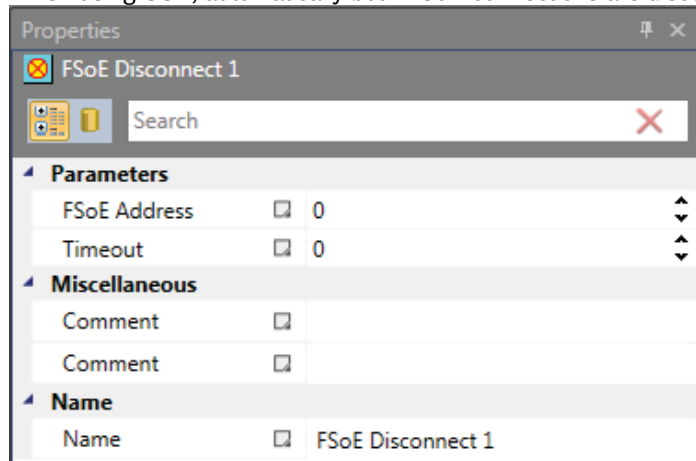 Properties
FSoE Disconnect 1
Search
Parameters
FSoE Address 0
Timeout 0
Miscellaneous
Comment
Comment
Name
Name FSoE Disconnect 1